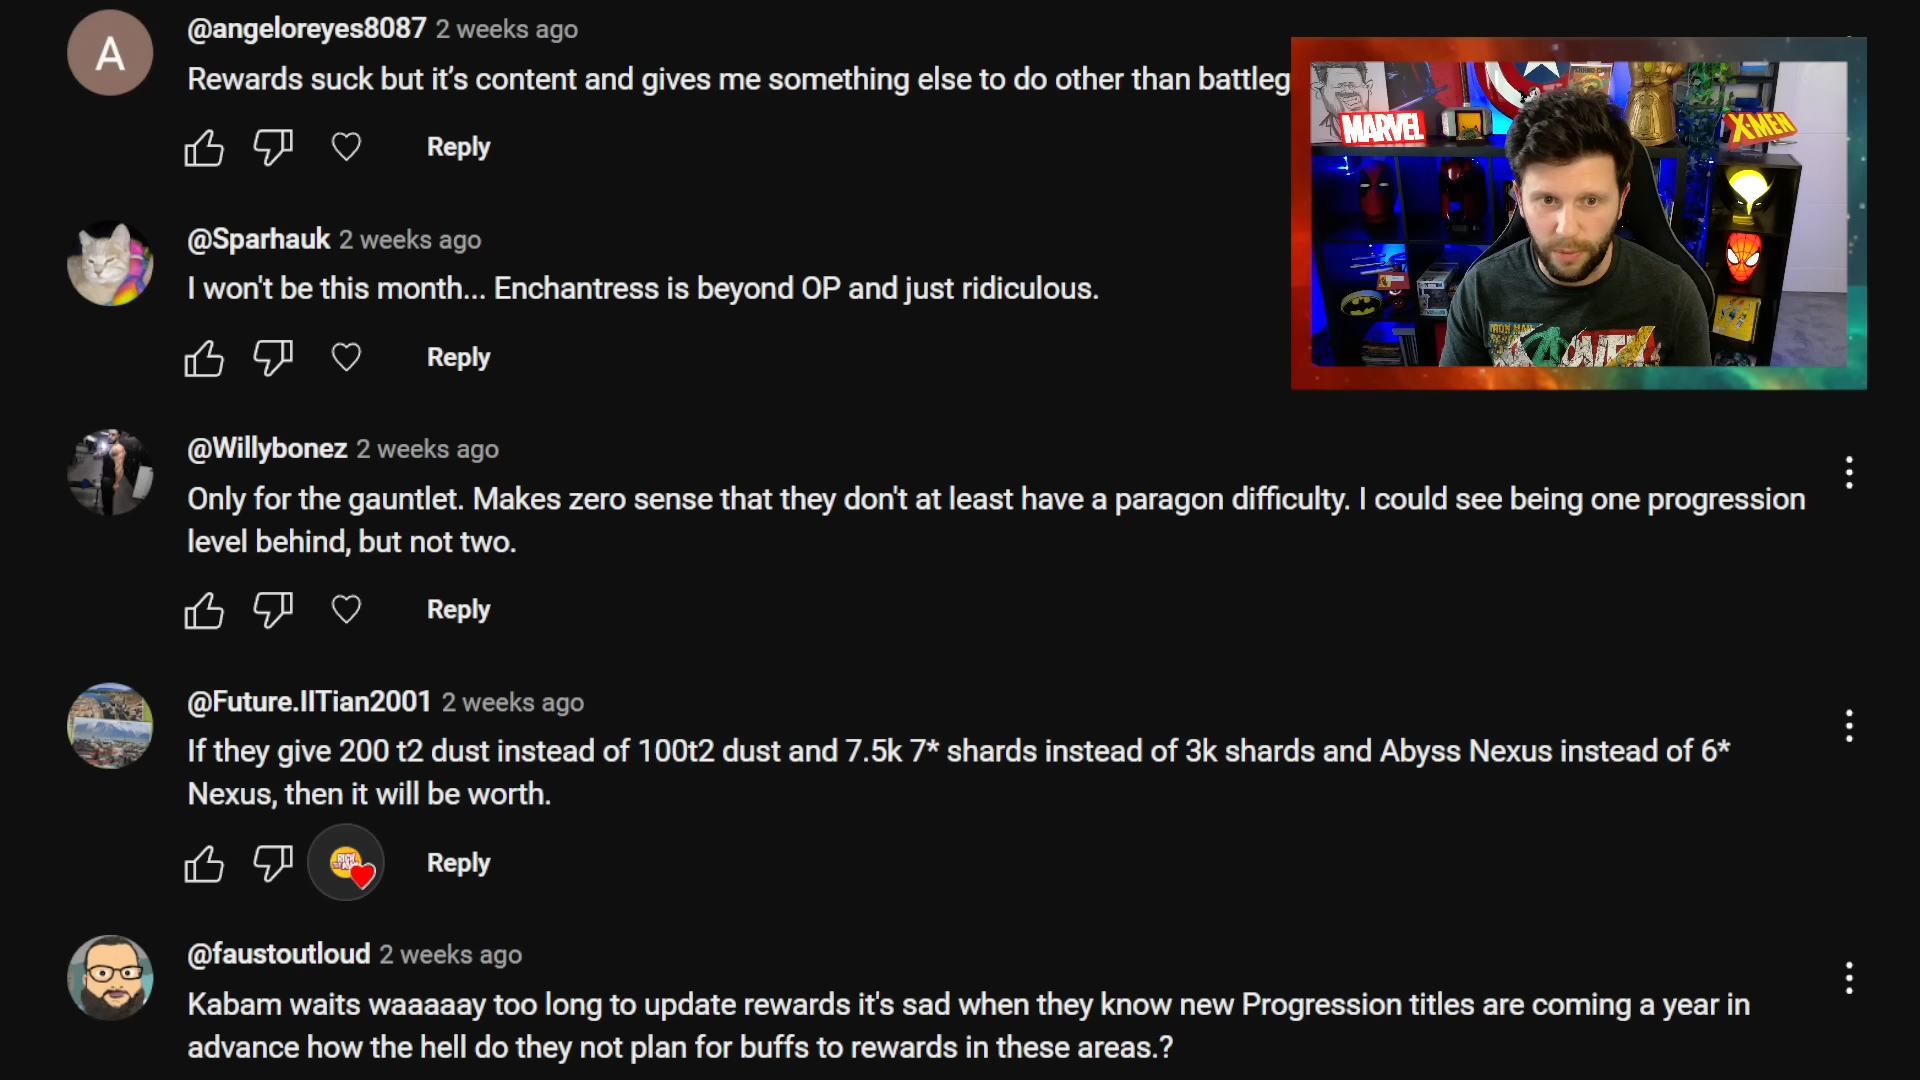 A
@angeloreyes8087 2 weeks ago
Rewards suck but it’s content and gives me something else to do other than battleg
Reply
MARVEL
X-MEN
IRON MAN
@Sparhauk 2 weeks ago
I won't be this month... Enchantress is beyond OP and just ridiculous.
Reply
@Willybonez 2 weeks ago
Only for the gauntlet. Makes zero sense that they don't at least have a paragon difficulty. I could see being one progression
level behind, but not two.
Reply
@Future.IITian2001 2 weeks ago
If they give 200 t2 dust instead of 100t2 dust and 7.5k 7* shards instead of 3k shards and Abyss Nexus instead of 6*
Nexus, then it will be worth.
RICH
Reply
@faustoutloud 2 weeks ago
Kabam waits waaaaay too long to update rewards it's sad when they know new Progression titles are coming a year in
advance how the hell do they not plan for buffs to rewards in these areas.?